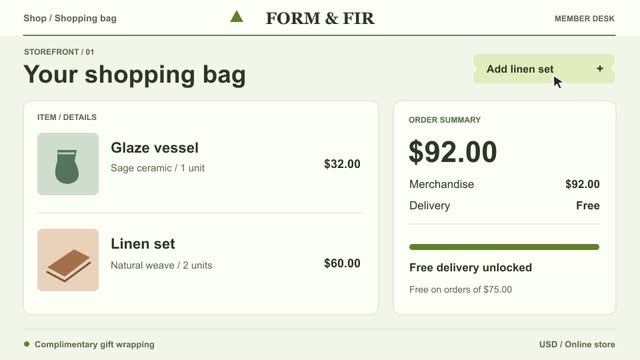 Shop / Shopping bag
FORM & FIR
MEMBER DESK
STOREFRONT / 01
Your shopping bag
Add linen set +
ITEM / DETAILS
Glaze vessel
Sage ceramic / 1 unit
$32.00
Linen set
Natural weave / 2 units
$60.00
ORDER SUMMARY
$92.00
Merchandise $92.00
Delivery Free
Free delivery unlocked
Free on orders of $75.00
Complimentary gift wrapping
USD / Online store